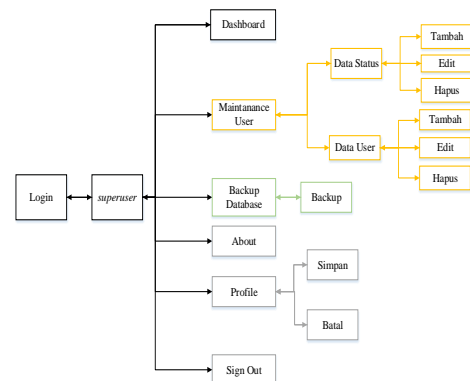 Dashboard
Tambah
Data Status
Edit
Hapus
Maintanance
User
Tambah
Data User
Edit
Hapus
Login
superuser
Backup
Database
Backup
About
Simpan
Profile
Batal
Sign Out